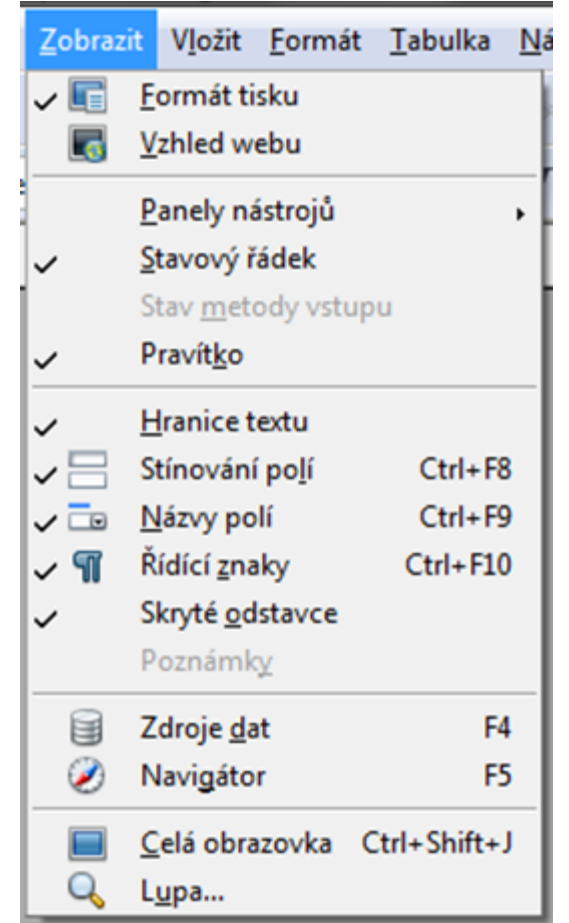 Zobrazit Vložit Formát Tabulka Ná
Formát tisku
Vzhled webu
Panely nástrojů
Stavový řádek
Stav metody vstupu
Pravítko
Hranice textu
Stínování polí Ctrl+F8
Názvy polí Ctrl+F9
Řídící znaky Ctrl+F10
Skryté odstavce
Poznámky
Zdroje dat F4
Navigátor F5
Celá obrazovka Ctrl+Shift+J
Lupa...